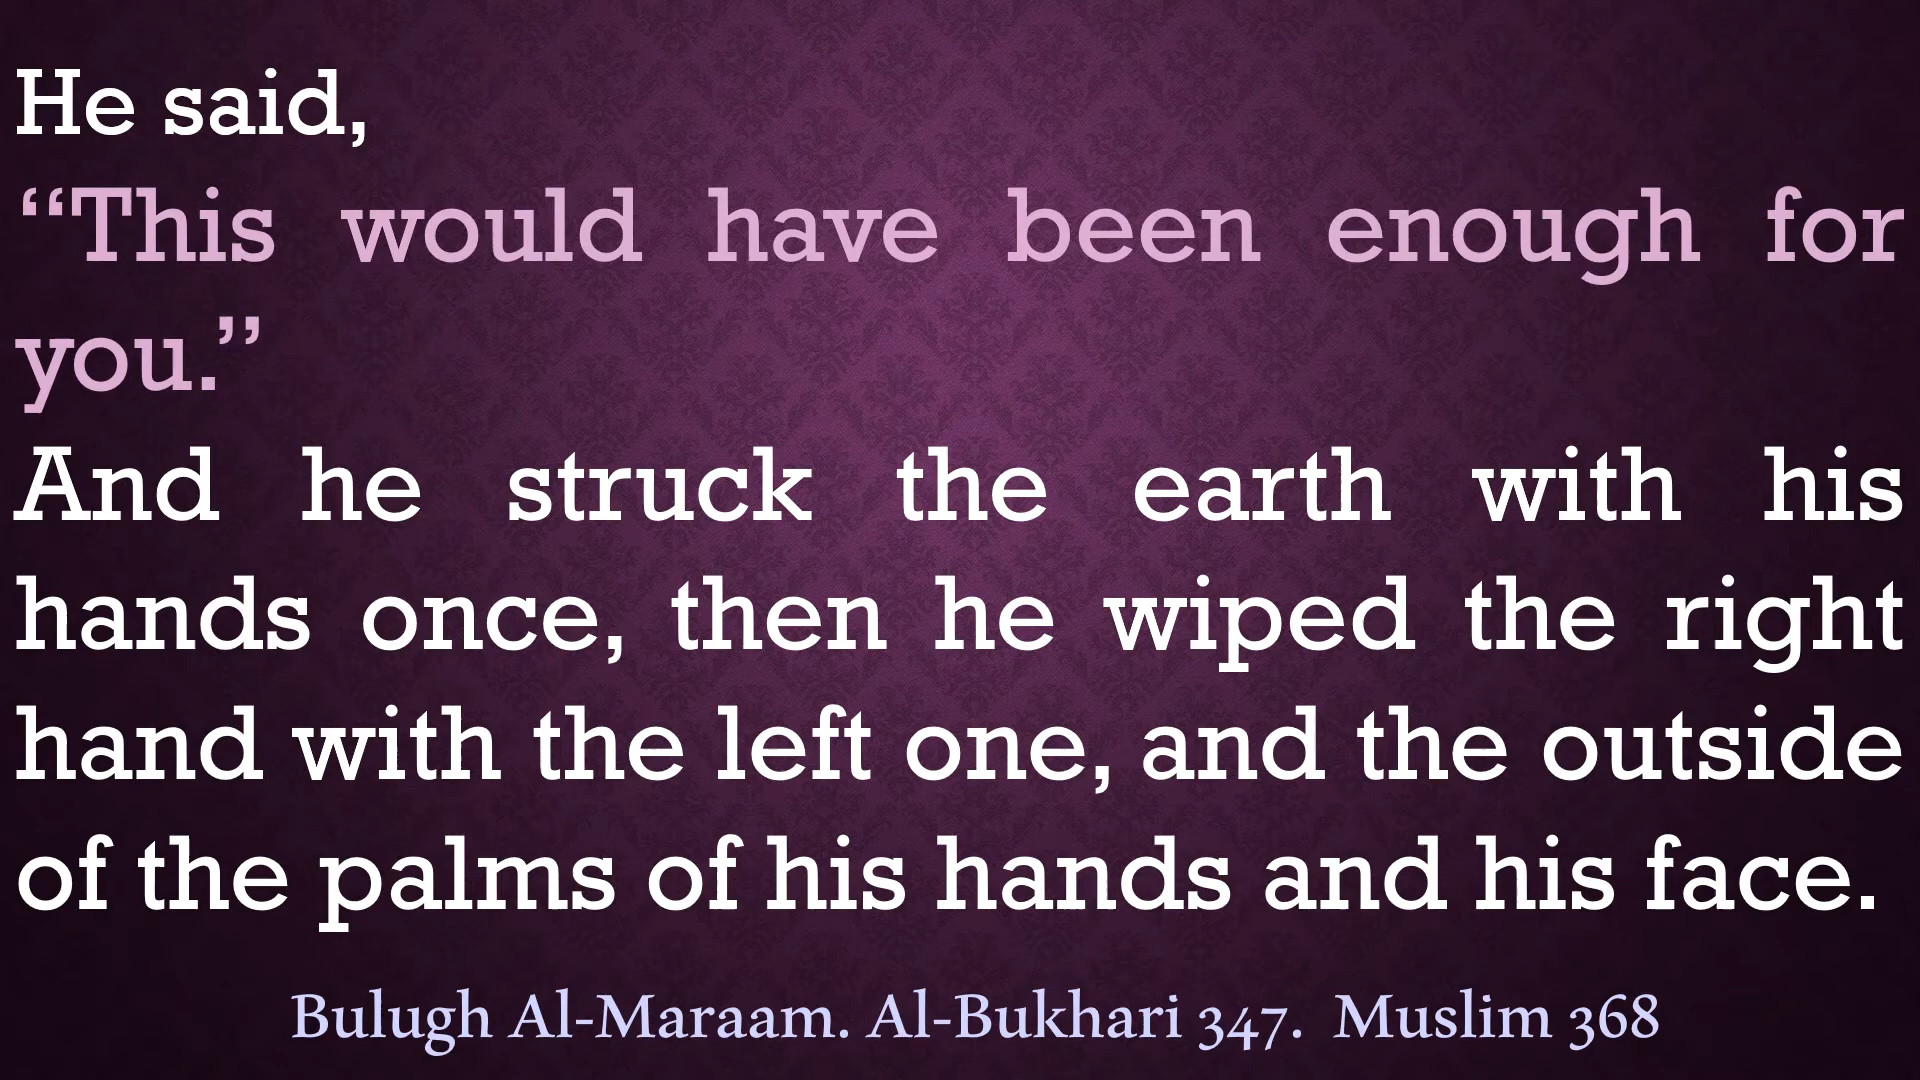 He said,
“This would have been enough for
you.”
And he struck the earth with his
hands once, then he wiped the right
hand with the left one, and the outside
of the palms of his hands and his face.
Bulugh Al-Maraam. Al-Bukhari 347.  Muslim 368